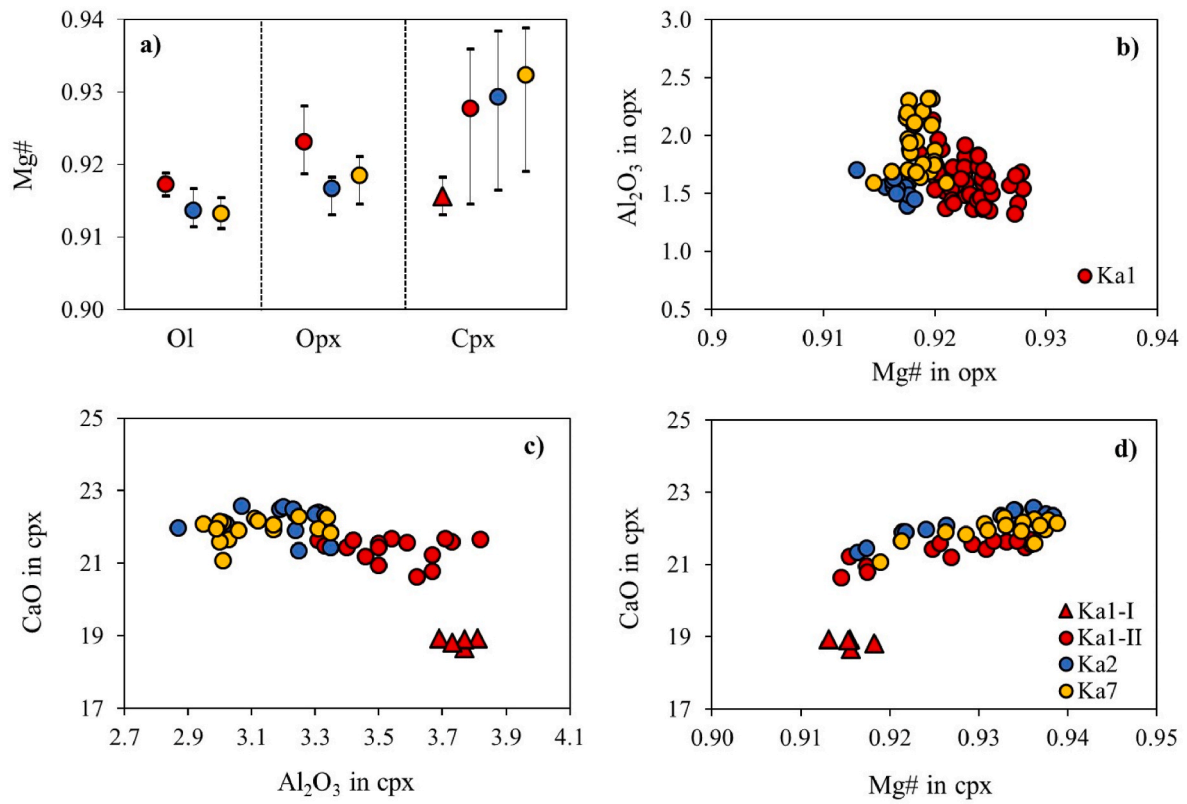 a)
0.94
0.93
0.92
0.91
0.90
Mg#
Ol Opx Cpx
b)
3.0
2.5
2.0
1.5
1.0
0.5
Al₂O₃ in opx
Ka1
0.9 0.91 0.92 0.93 0.94
Mg# in opx
c)
25
23
21
19
17
CaO in cpx
2.7 2.9 3.1 3.3 3.5 3.7 3.9 4.1
Al₂O₃ in cpx
d)
25
23
21
19
17
CaO in cpx
Ka1-I
Ka1-II
Ka2
Ka7
0.90 0.91 0.92 0.93 0.94 0.95
Mg# in cpx